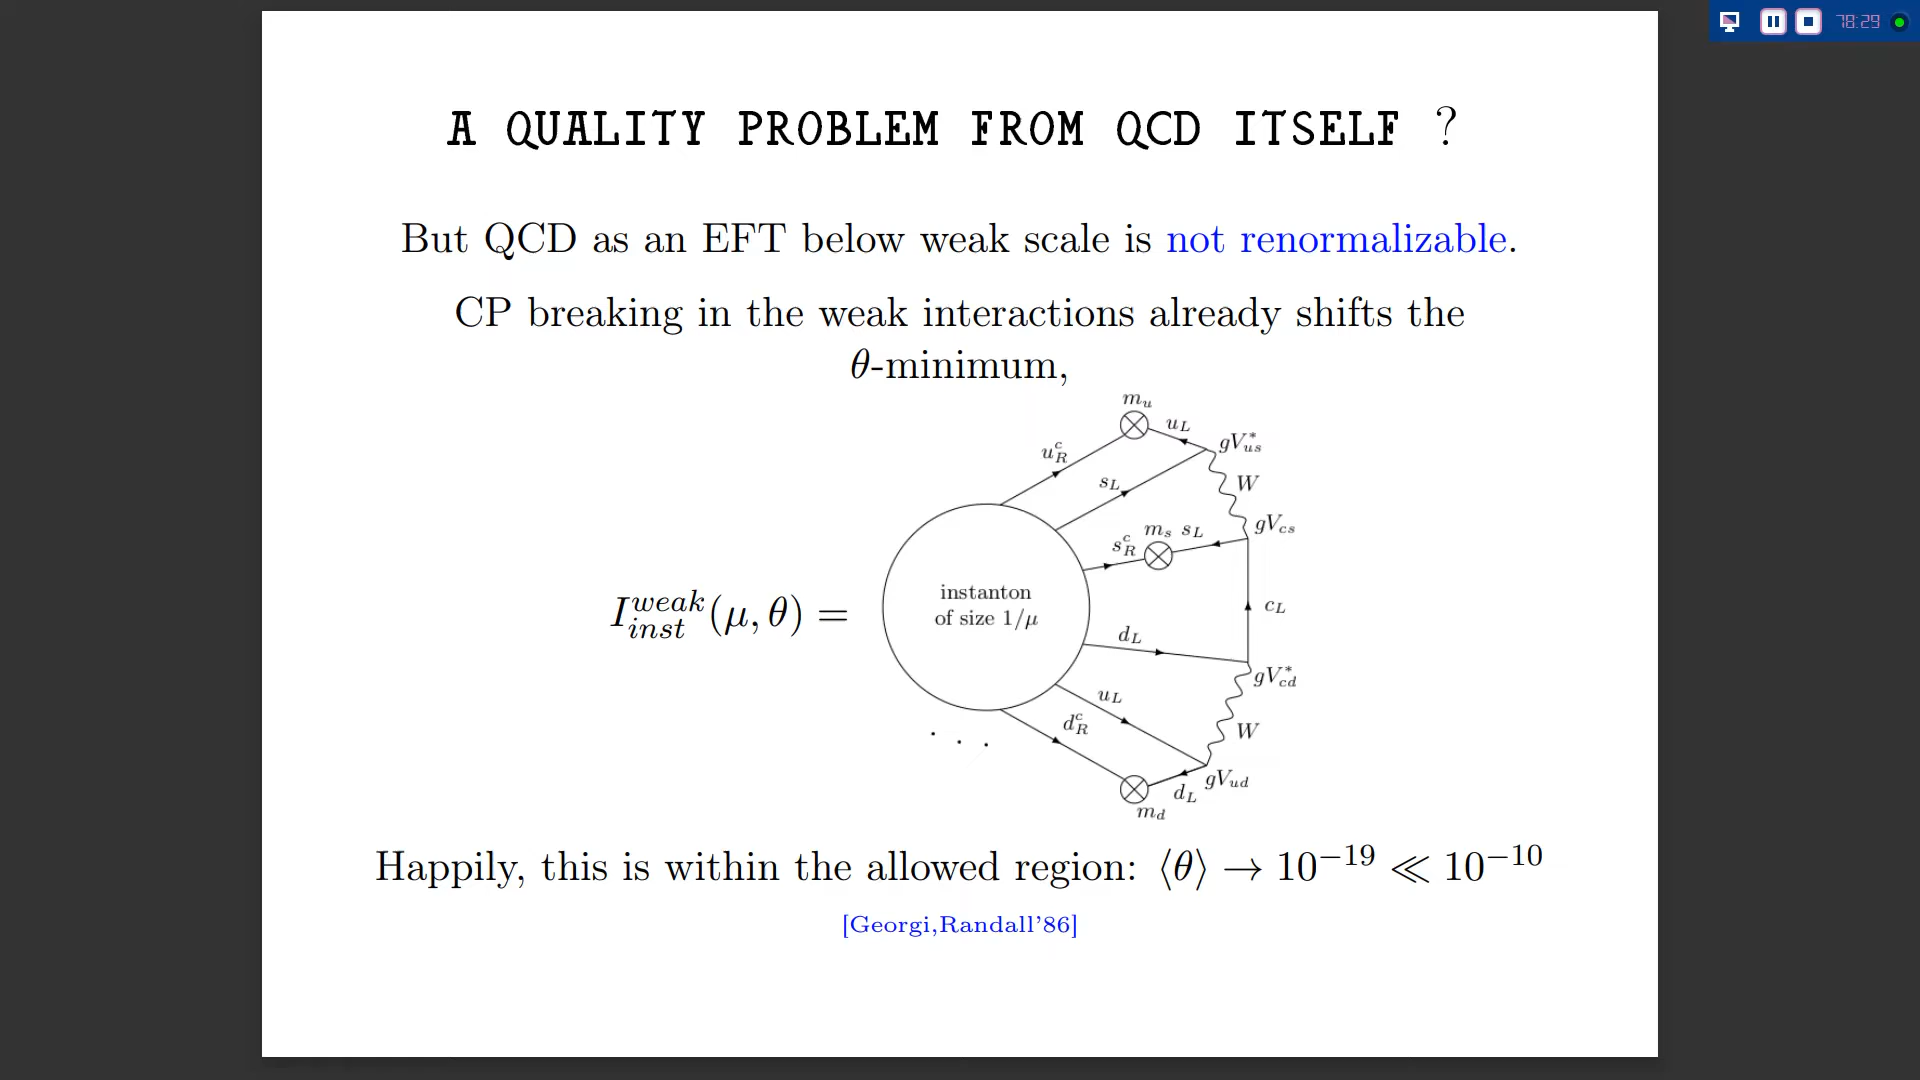 78:29
A QUALITY PROBLEM FROM QCD ITSELF ?
But QCD as an EFT below weak scale is not renormalizable.
CP breaking in the weak interactions already shifts the
θ-minimum,
m_u
u_L
gV*_us
u^c_R
s_L
W
gV_cs
m_s s_L
s^c_R
instanton
of size 1/μ
c_L
I^weak_inst(μ, θ) =
d_L
gV*_cd
u_L
d^c_R
W
. . .
gV_ud
d_L
m_d
Happily, this is within the allowed region: ⟨θ⟩ → 10^−19 ≪ 10^−10
[Georgi,Randall’86]